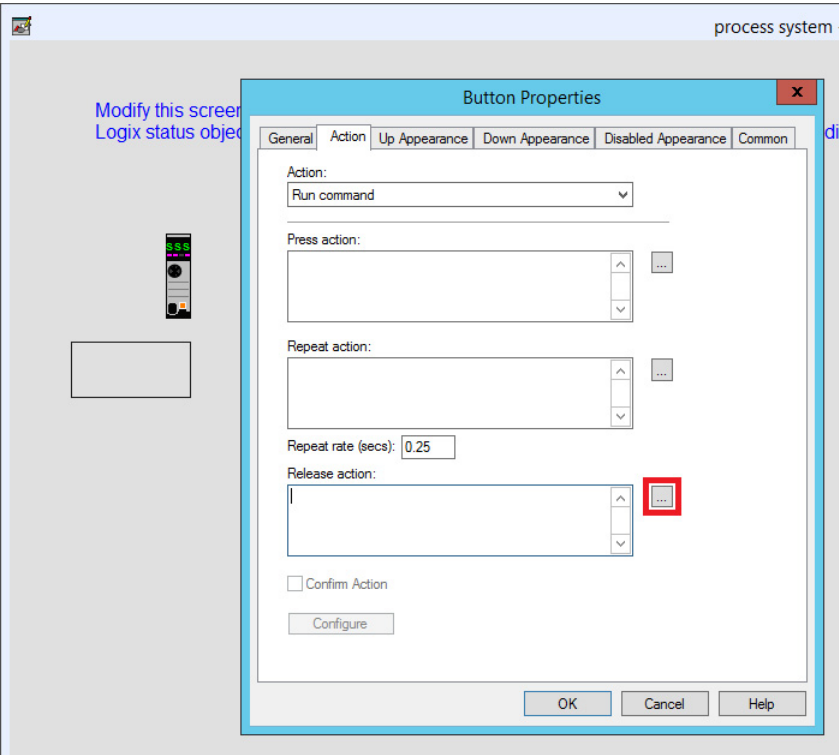 process system
Modify this screen
Logix status objec
di
Button Properties
x
General Action Up Appearance Down Appearance Disabled Appearance Common
Action:
Run command
Press action:
...
Repeat action:
...
Repeat rate (secs): 0.25
Release action:
...
Confirm Action
Configure
OK Cancel Help
SSS